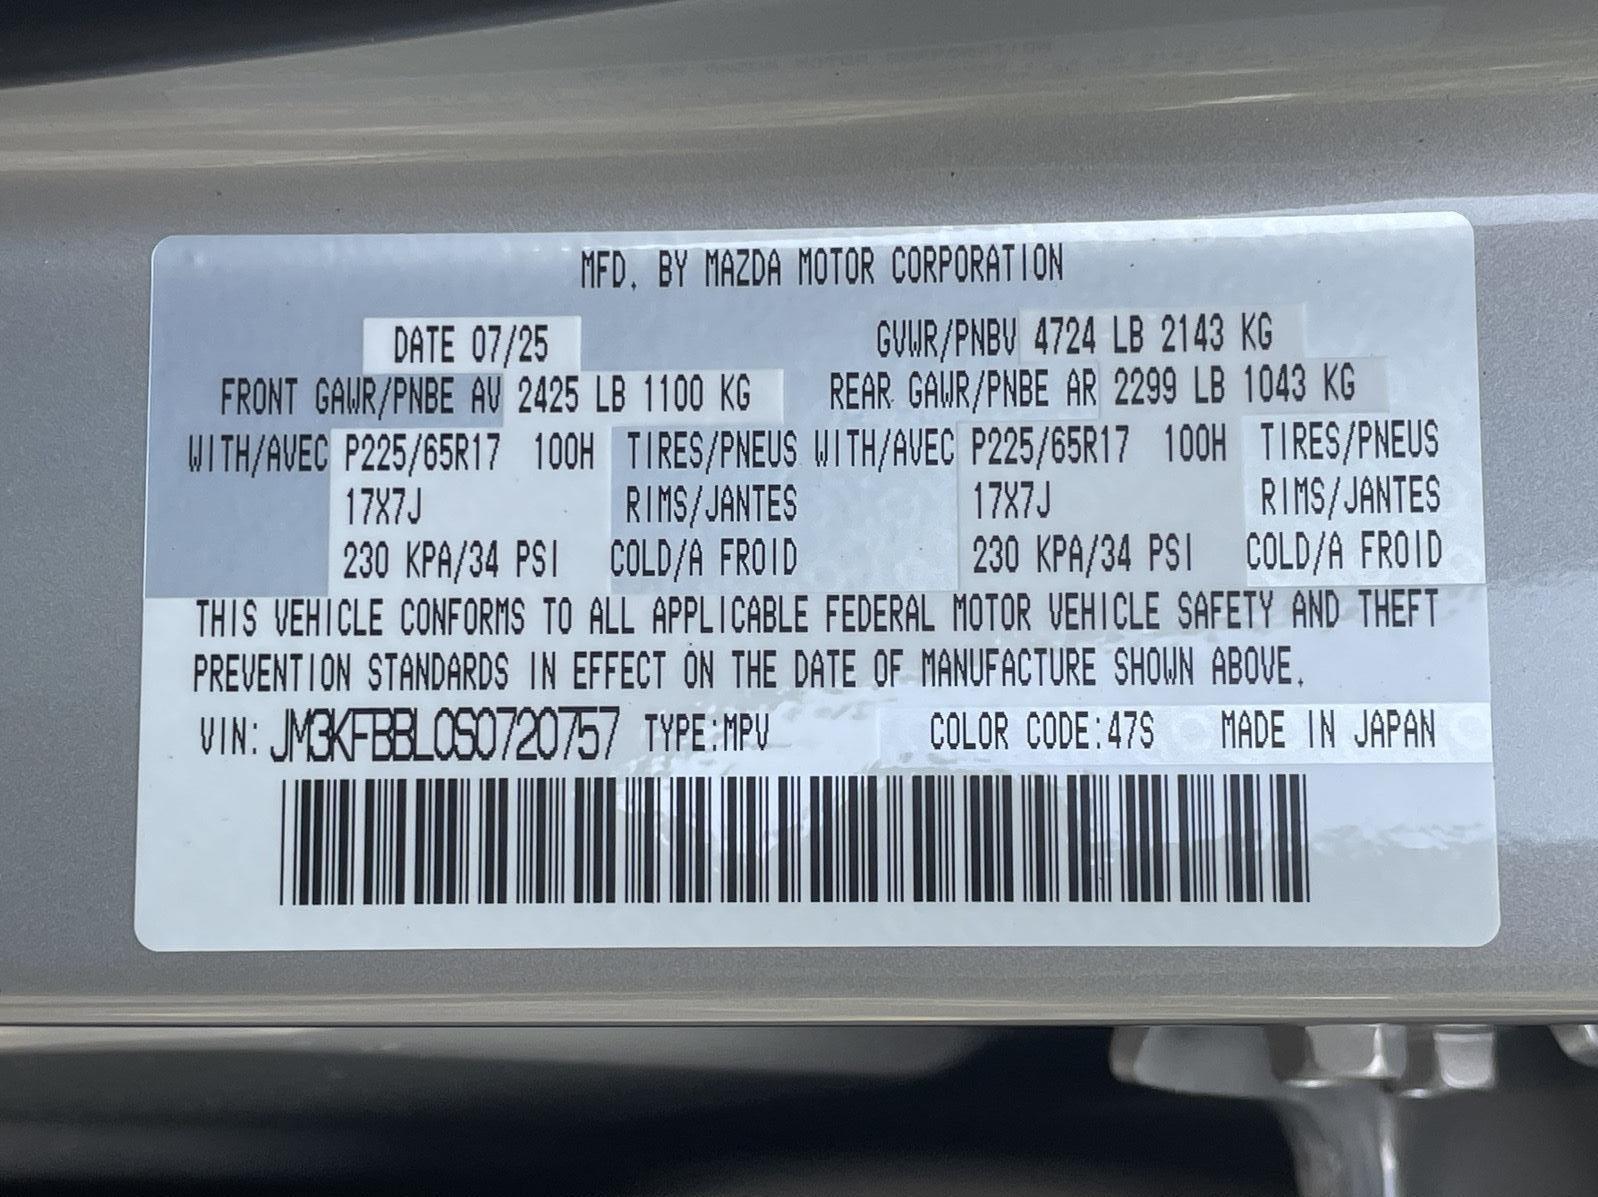 MFD. BY MAZDA MOTOR CORPORATION
DATE 07/25 GVWR/PNBV 4724 LB 2143 KG
FRONT GAWR/PNBE AV 2425 LB 1100 KG REAR GAWR/PNBE AR 2299 LB 1043 KG
WITH/AVEC P225/65R17 100H TIRES/PNEUS WITH/AVEC P225/65R17 100H TIRES/PNEUS
17X7J RIMS/JANTES 17X7J RIMS/JANTES
230 KPA/34 PSI COLD/A FROID 230 KPA/34 PSI COLD/A FROID
THIS VEHICLE CONFORMS TO ALL APPLICABLE FEDERAL MOTOR VEHICLE SAFETY AND THEFT
PREVENTION STANDARDS IN EFFECT ON THE DATE OF MANUFACTURE SHOWN ABOVE.
VIN: JM3KFBBL0S0720757 TYPE:MPV COLOR CODE:47S MADE IN JAPAN